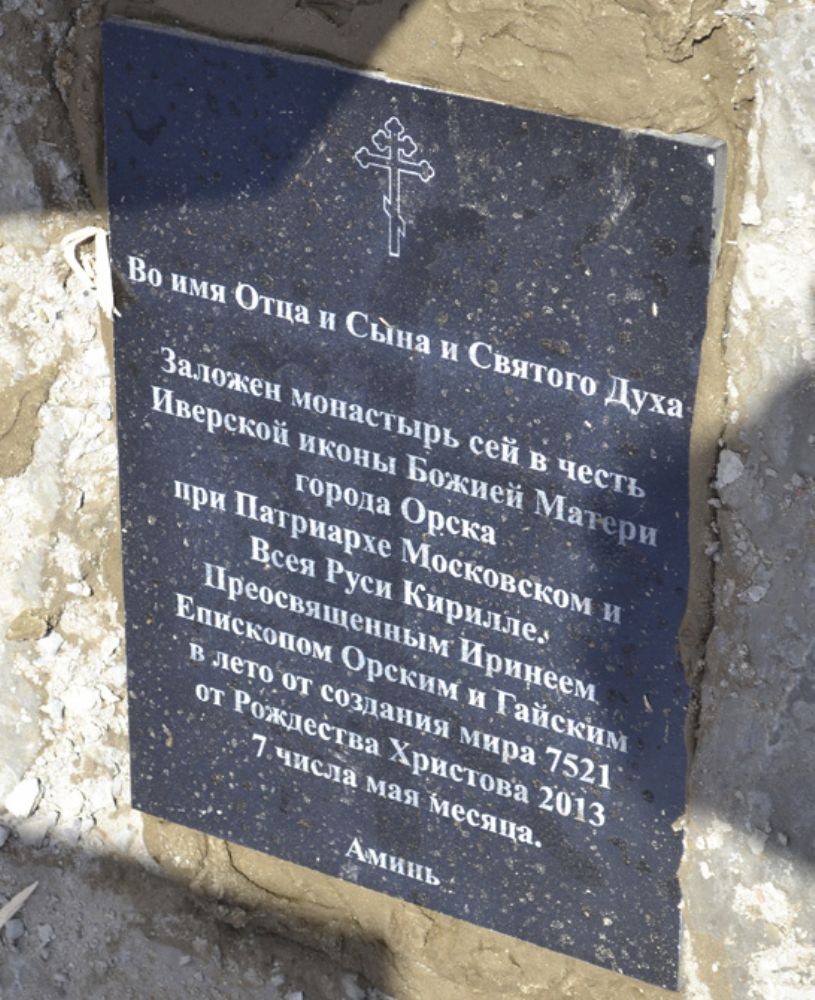 Во имя Отца и Сына и Святого Духа
Заложен монастырь сей в честь
Иверской иконы Божией Матери
города Орска
при Патриархе Московском и
Всея Руси Кирилле.
Преосвященным Иринеем
Епископом Орским и Гайским
в лето от создания мира 7521
от Рождества Христова 2013
7 числа мая месяца.
Аминь